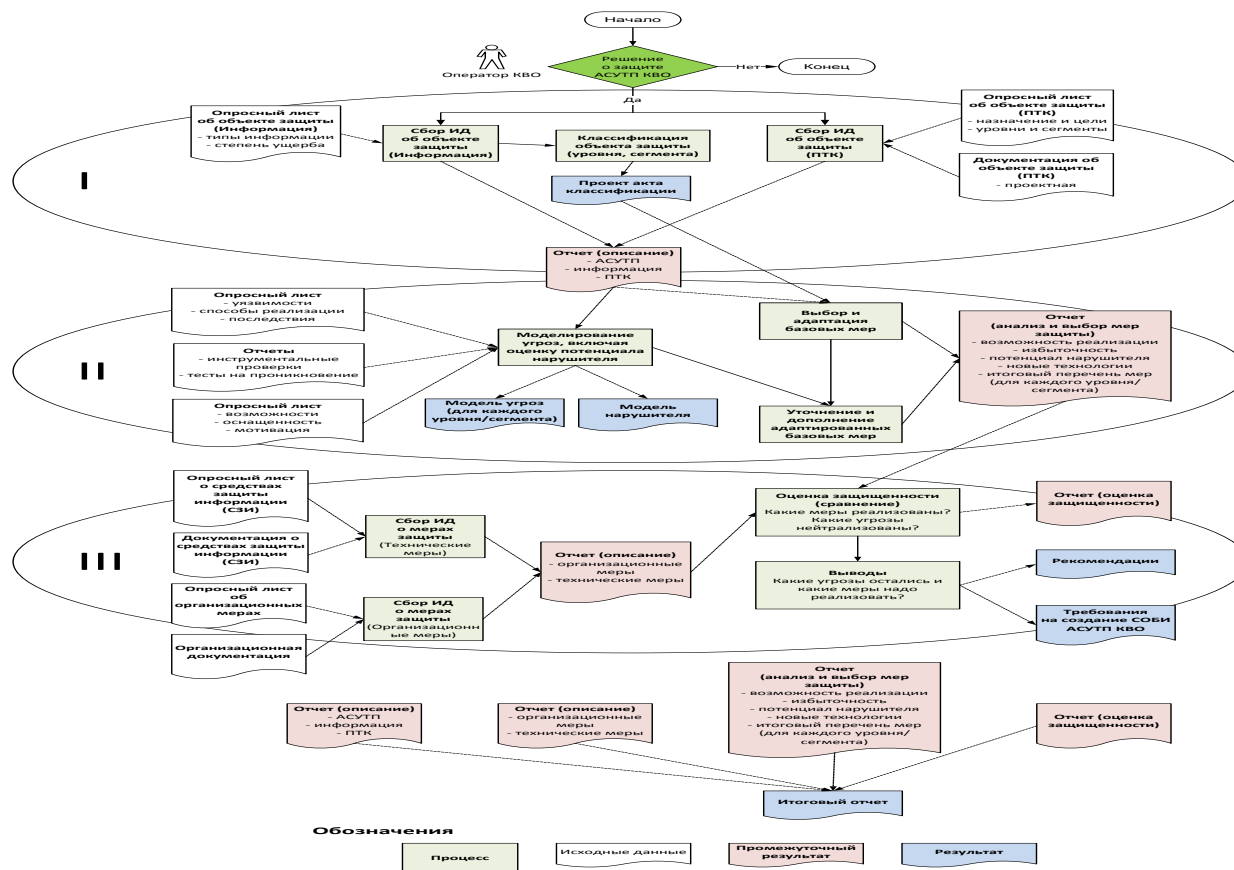 Начало
Оператор КВО
Решение
о защите
АСУТП КВО
Нет
Конец
Да
Опросный лист
об объекте защиты
(Информация)
- типы информации
- степень ущерба
Сбор ИД
об объекте
защиты
(Информация)
Классификация
объекта защиты
(уровня, сегмента)
Сбор ИД
об объекте
защиты
(ПТК)
Опросный лист
об объекте защиты
(ПТК)
- назначение и цели
- уровни и сегменты
Документация об
объекте защиты
(ПТК)
- проектная
I
Проект акта
классификации
Отчет (описание)
- АСУТП
- информация
- ПТК
Опросный лист
- уязвимости
- способы реализации
- последствия
Отчеты
- инструментальные
проверки
- тесты на проникновение
Опросный лист
- возможности
- оснащенность
- мотивация
II
Моделирование
угроз, включая
оценку потенциала
нарушителя
Модель угроз
(для каждого
уровня/сегмента)
Модель
нарушителя
Выбор и
адаптация
базовых мер
Уточнение и
дополение
адаптированных
базовых мер
Отчет
(анализ и выбор мер
защиты)
- возможность реализации
- избыточность
- потенциал нарушителя
- новые технологии
- итоговый перечень мер
(для каждого уровня/
сегмента)
Опросный лист
о средствах
защиты
информации
(СЗИ)
Документация о
средствах защиты
информации
(СЗИ)
Опросный лист
об
организационных
мерах
Организационная
документация
III
Сбор ИД
о мерах
защиты
(Технические
меры)
Сбор ИД
о мерах
защиты
(Организационн
ые меры)
Отчет (описание)
- организационные
меры
- технические меры
Оценка защищенности
(сравнение)
Какие меры реализованы?
Какие угрозы
нейтрализованы?
Выводы
Какие угрозы остались и
какие меры надо
реализовать?
Отчет (оценка
защищенности)
Рекомендации
Требования
на создание СОБИ
АСУТП КВО
Отчет (описание)
- АСУТП
- информация
- ПТК
Отчет (описание)
- организационные
меры
- технические меры
Отчет
(анализ и выбор мер
защиты)
- возможность реализации
- избыточность
- потенциал нарушителя
- новые технологии
- итоговый перечень мер
(для каждого уровня/
сегмента)
Отчет (оценка
защищенности)
Итоговый отчет
Обозначения
Процесс
Исходные данные
Промежуточный
результат
Результат